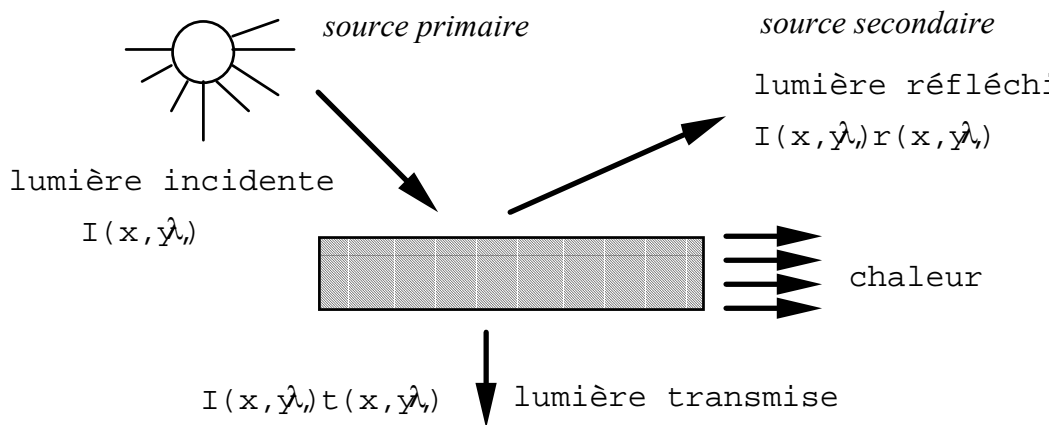 source primaire
source secondaire
lumière réfléchi
I(x,y,λ)r(x,y,λ)
lumière incidente
I(x,y,λ)
chaleur
I(x,y,λ)t(x,y,λ)
lumière transmise